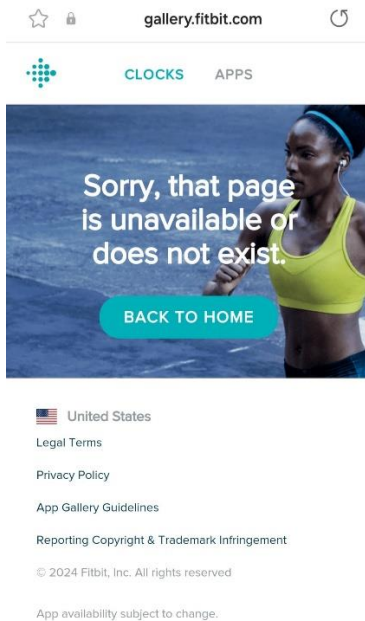 gallery.fitbit.com
CLOCKS APPS
Sorry, that page
is unavailable or
does not exist.
BACK TO HOME
United States
Legal Terms
Privacy Policy
App Gallery Guidelines
Reporting Copyright & Trademark Infringement
© 2024 Fitbit, Inc. All rights reserved
App availability subject to change.